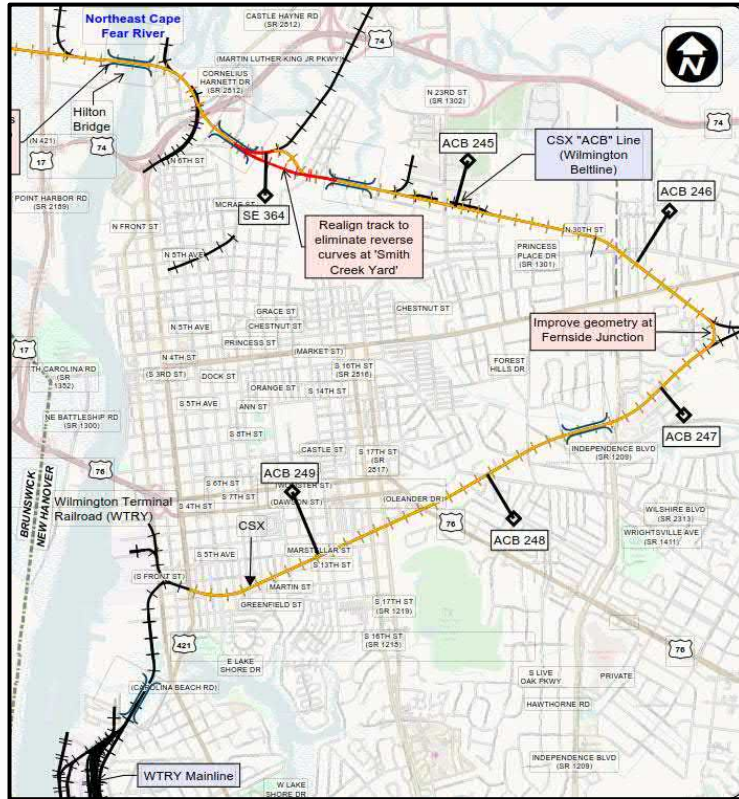 Northeast Cape
Fear River
CASTLE HAYNE RD
(SR 2512)
74
N
(MARTIN LUTHER KING JR PKWY)
CORNELIUS
HARNETT DR
(SR 2512)
N 23RD ST
(SR 1302)
74
S
Hilton
Bridge
(N 421)
74
17
N 6TH ST
ACB 245
CSX "ACB" Line
(Wilmington
Beltline)
ACB 246
POINT HARBOR RD
(SR 2159)
MCRAE ST
SE 364
N FRONT ST
Realign track to
eliminate reverse
curves at 'Smith
Creek Yard'
N 30TH ST
N 5TH AVE
PRINCESS
PLACE DR
(SR 1301)
GRACE ST
CHESTNUT ST
CHESTNUT ST
N 5TH AVE
PRINCESS ST
Improve geometry at
Fernside Junction
17
N 4TH ST
(MARKET ST)
TH CAROLINA RD
(SR
1352)
(S 3RD ST)
DOCK ST
S 16TH ST
(SR 2516)
FOREST
HILLS DR
ORANGE ST
S 14TH ST
S 5TH AVE
ANN ST
NE BATTLESHIP RD
(SR 1300)
S 8TH ST
ACB 247
CASTLE ST
INDEPENDENCE BLVD
(SR 1209)
S 17TH ST
(SR
2517)
76
ACB 249
S 6TH ST
S 7TH ST
S 4TH ST
(DAWSON ST)
(OLEANDER DR)
Wilmington Terminal
Railroad (WTRY)
BRUNSWICK
NEW HANOVER
76
ACB 248
WILSHIRE BLVD
(SR 2313)
WRIGHTSVILLE AVE
(SR 1411)
CSX
S 5TH AVE
MARSTELLAR ST
S 13TH ST
(S FRONT ST)
MARTIN ST
GREENFIELD ST
S 17TH ST
(SR 1219)
421
S 16TH ST
(SR 1215)
76
E LAKE
SHORE DR
S LIVE
OAK PKWY
PRIVATE
(CAROLINA BEACH RD)
HAWTHORNE RD
WTRY Mainline
INDEPENDENCE BLVD
(SR 1209)
W LAKE
SHORE DR